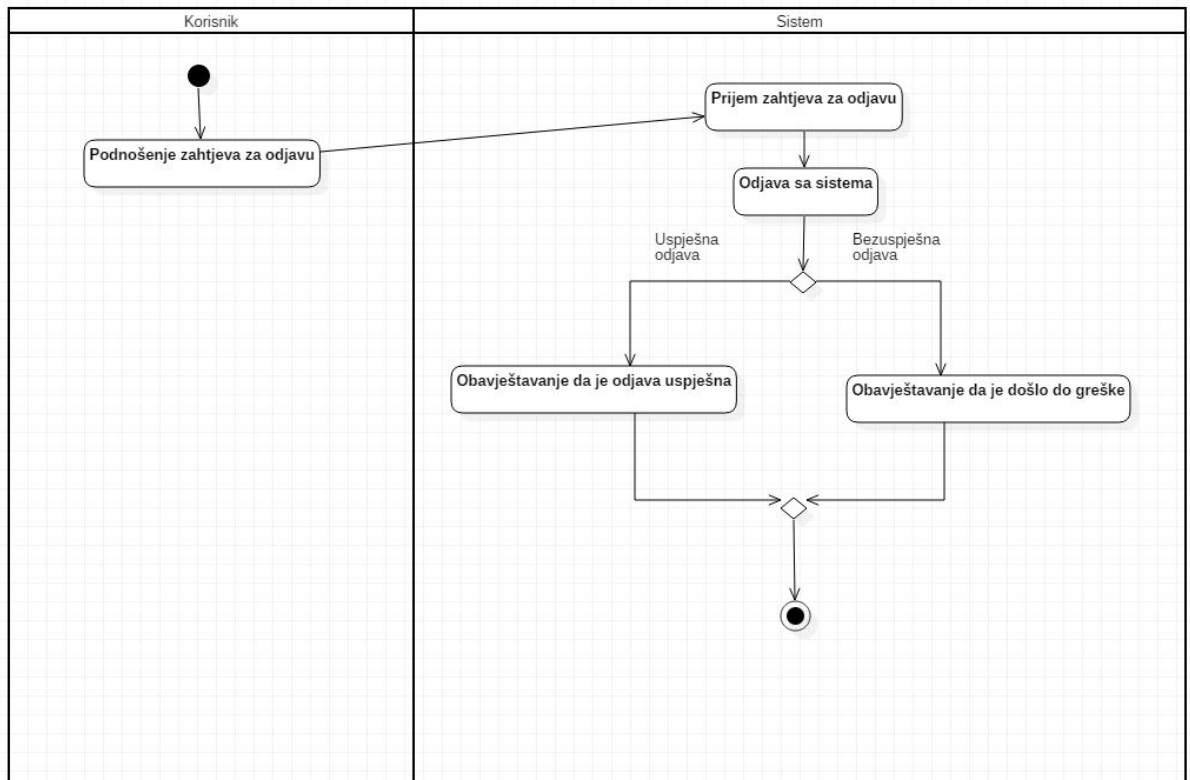 Korisnik
Sistem
Prijem zahtjeva za odjavu
Podnošenje zahtjeva za odjavu
Odjava sa sistema
Uspješna
odjava
Bezuspješna
odjava
Obavještavanje da je odjava uspješna
Obavještavanje da je došlo do greške